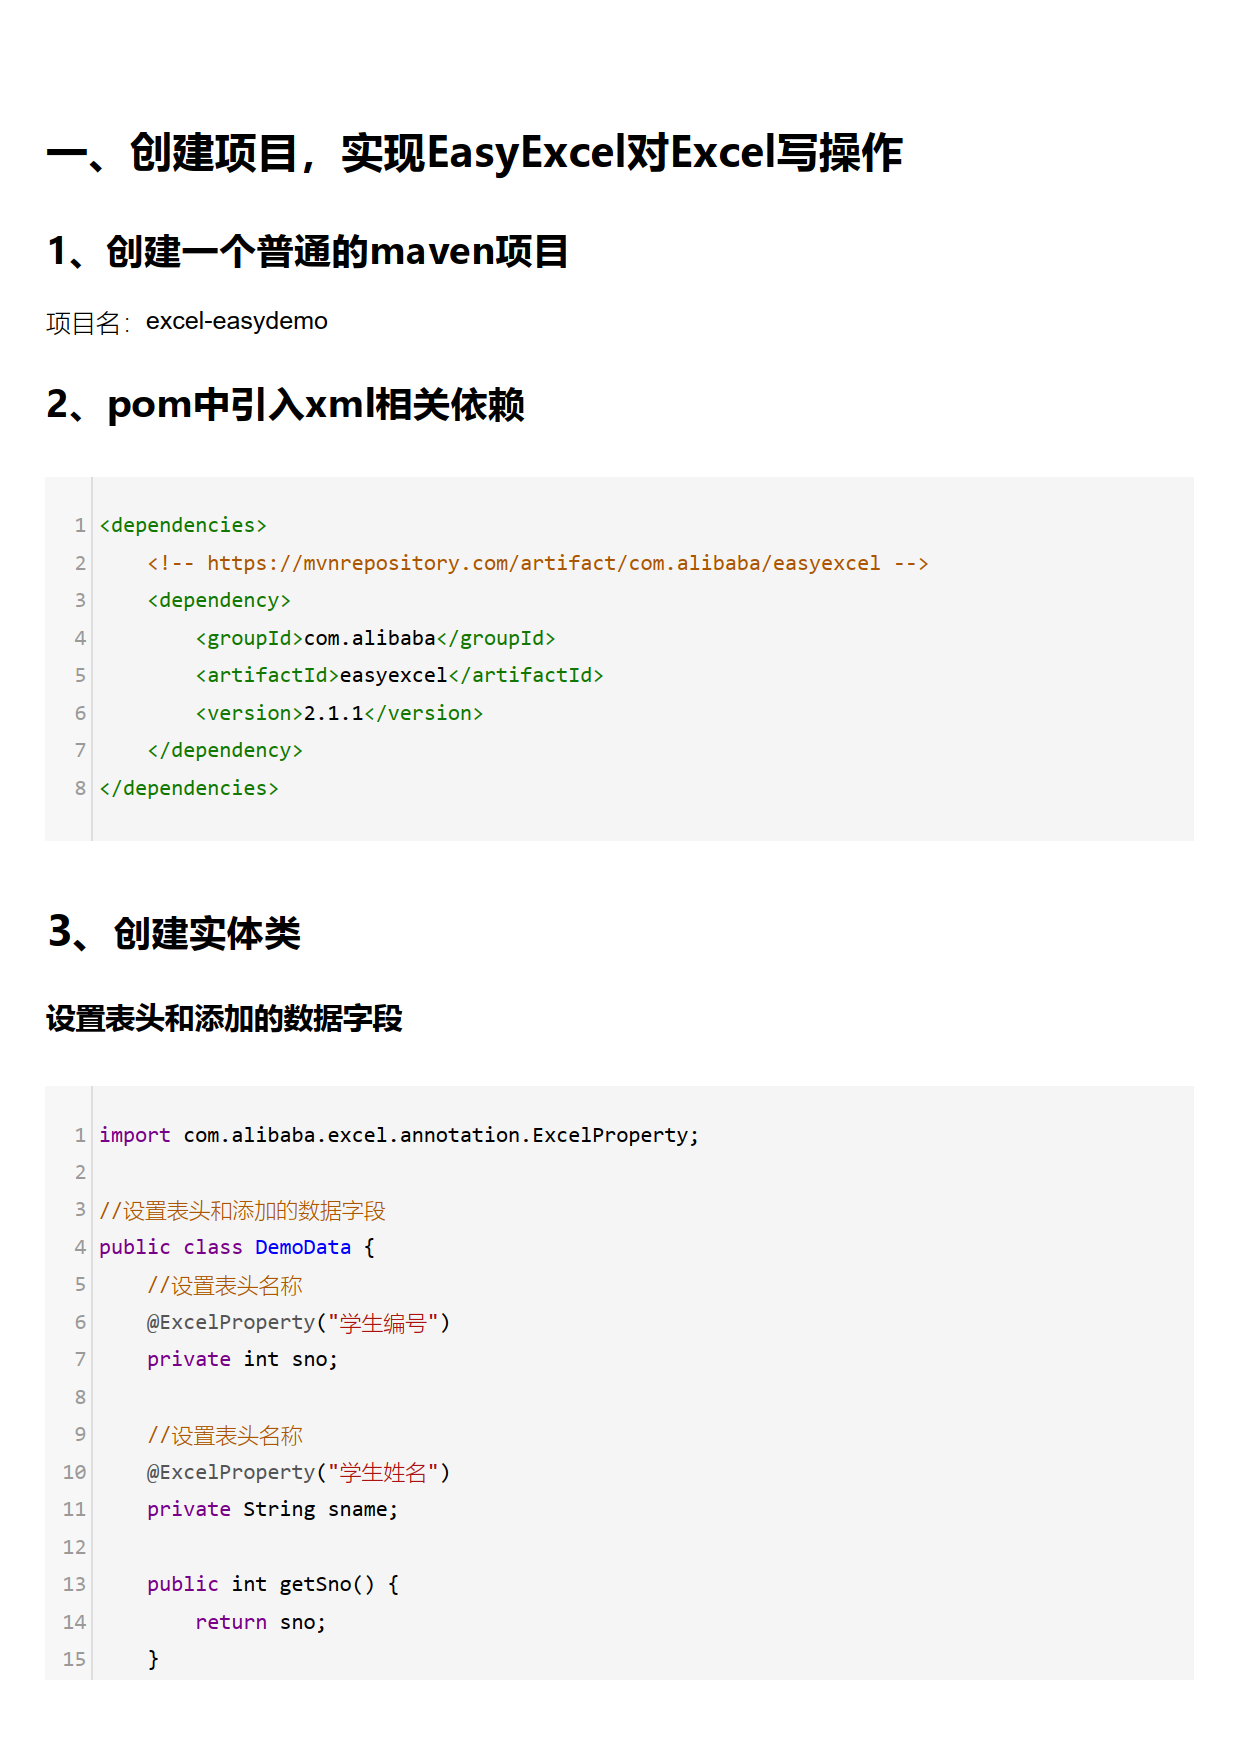 一、创建项目，实现EasyExcel对Excel写操作
1、创建一个普通的maven项目
项目名：excel-easydemo
2、pom中引入xml相关依赖
1 <dependencies>
2     <!-- https://mvnrepository.com/artifact/com.alibaba/easyexcel -->
3     <dependency>
4         <groupId>com.alibaba</groupId>
5         <artifactId>easyexcel</artifactId>
6         <version>2.1.1</version>
7     </dependency>
8 </dependencies>
3、创建实体类
设置表头和添加的数据字段
1 import com.alibaba.excel.annotation.ExcelProperty;
2
3 //设置表头和添加的数据字段
4 public class DemoData {
5     //设置表头名称
6     @ExcelProperty("学生编号")
7     private int sno;
8
9     //设置表头名称
10     @ExcelProperty("学生姓名")
11     private String sname;
12
13     public int getSno() {
14         return sno;
15     }